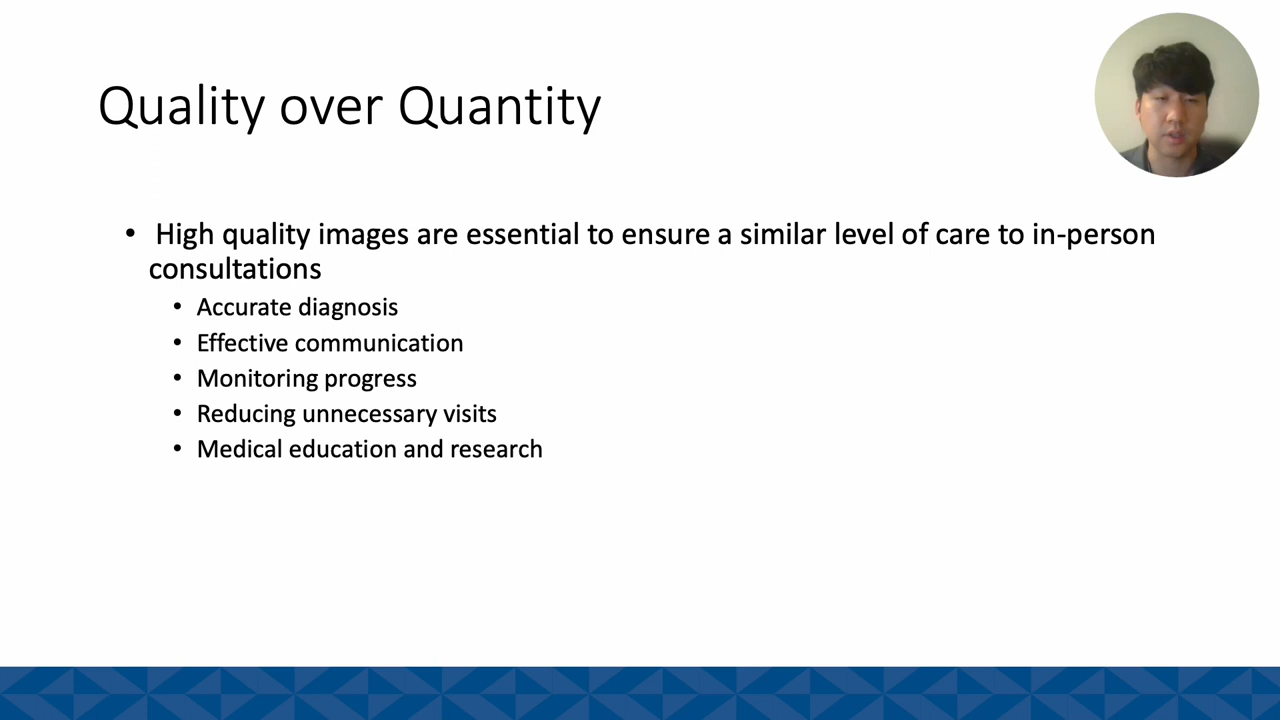 Quality over Quantity
• High quality images are essential to ensure a similar level of care to in-person
consultations
• Accurate diagnosis
• Effective communication
• Monitoring progress
• Reducing unnecessary visits
• Medical education and research